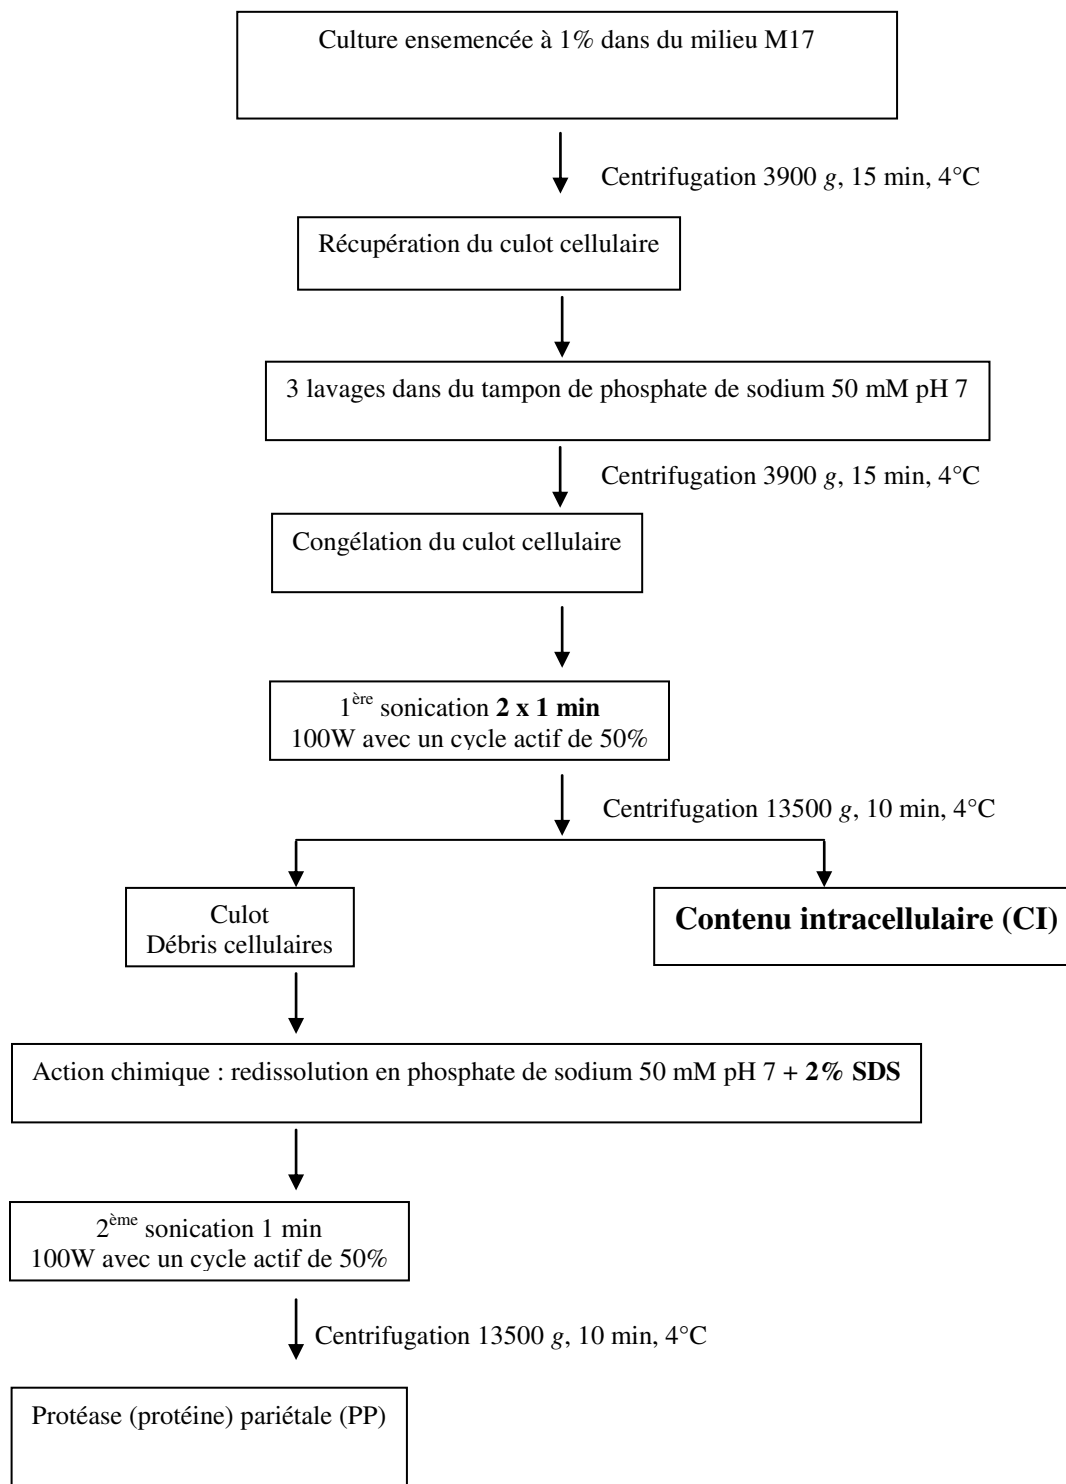 Culture ensemencée à 1% dans du milieu M17
Centrifugation 3900 g, 15 min, 4°C
Récupération du culot cellulaire
3 lavages dans du tampon de phosphate de sodium 50 mM pH 7
Centrifugation 3900 g, 15 min, 4°C
Congélation du culot cellulaire
1ère sonication 2 x 1 min
100W avec un cycle actif de 50%
Centrifugation 13500 g, 10 min, 4°C
Culot
Débris cellulaires
Contenu intracellulaire (CI)
Action chimique : redissolution en phosphate de sodium 50 mM pH 7 + 2% SDS
2ème sonication 1 min
100W avec un cycle actif de 50%
Centrifugation 13500 g, 10 min, 4°C
Protéase (protéine) pariétale (PP)